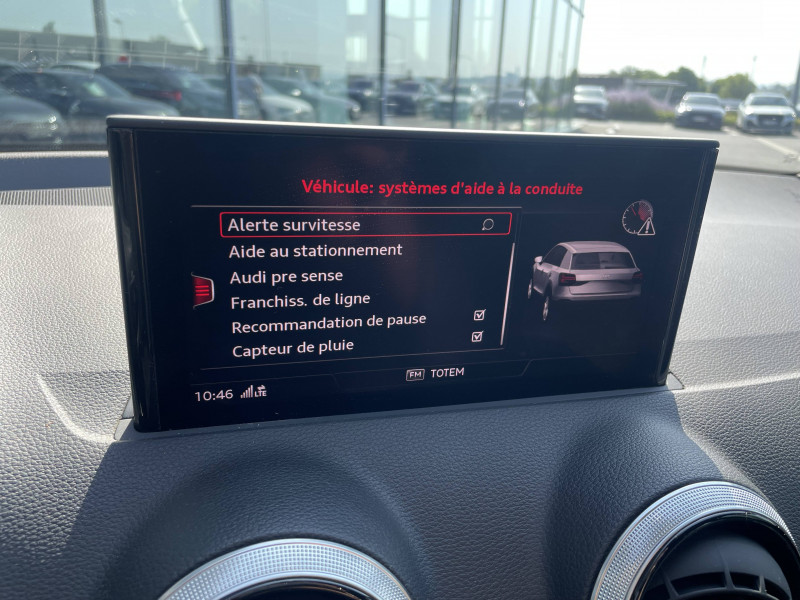 Véhicule: systèmes d'aide à la conduite
Alerte survitesse
Aide au stationnement
Audi pre sense
Franchiss. de ligne
Recommandation de pause
Capteur de pluie
FM TOTEM
10:46 LTE